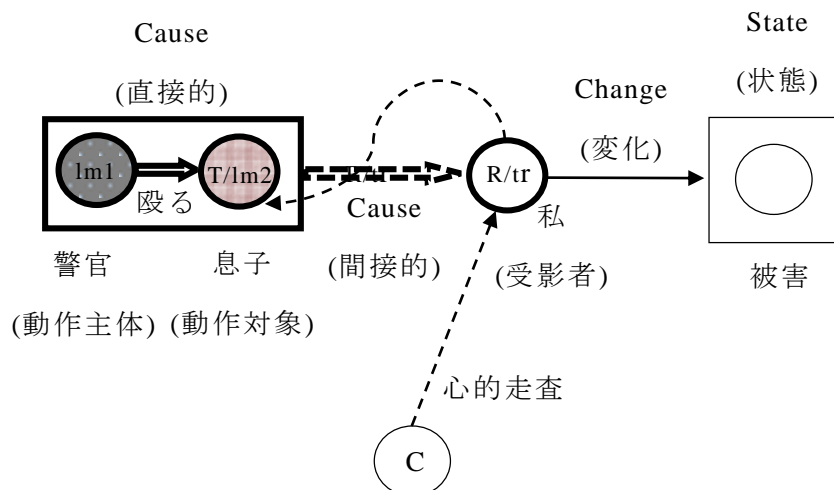 Cause
(直接的)
State
(状態)
Change
(変化)
lm1
T/lm2
R/tr
殴る
Cause
(間接的)
私
(受影者)
警官
(動作主体)
息子
(動作対象)
被害
心的走査
C